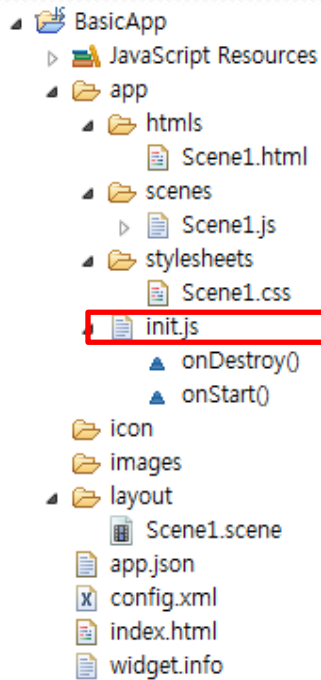 BasicApp
JavaScript Resources
app
htmls
Scene1.html
scenes
Scene1.js
stylesheets
Scene1.css
init.js
onDestroy()
onStart()
icon
images
layout
Scene1.scene
app.json
config.xml
index.html
widget.info